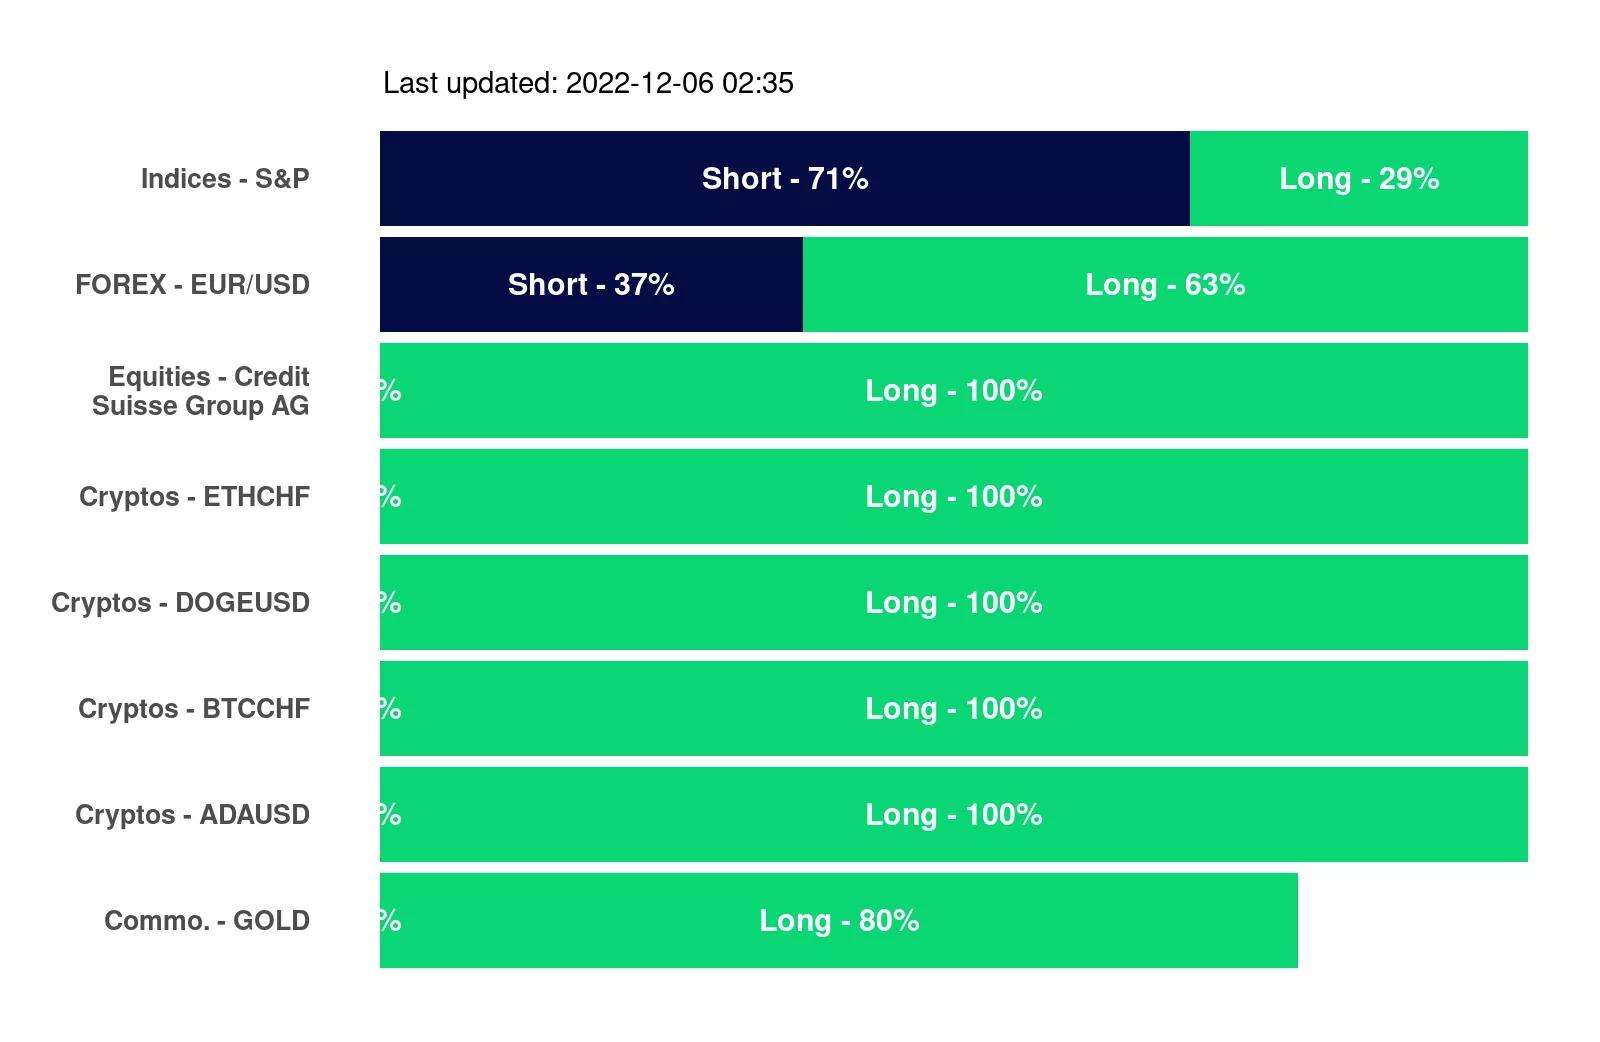 Last updated: 2022-12-06 02:35
Indices - S&P
Short - 71%
Long - 29%
FOREX - EUR/USD
Short - 37%
Long - 63%
Equities - Credit
Suisse Group AG
%
Long - 100%
Cryptos - ETHCHF
%
Long - 100%
Cryptos - DOGEUSD
%
Long - 100%
Cryptos - BTCCHF
%
Long - 100%
Cryptos - ADAUSD
%
Long - 100%
Commo. - GOLD
%
Long - 80%